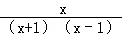 x
(x+1) (x-1)